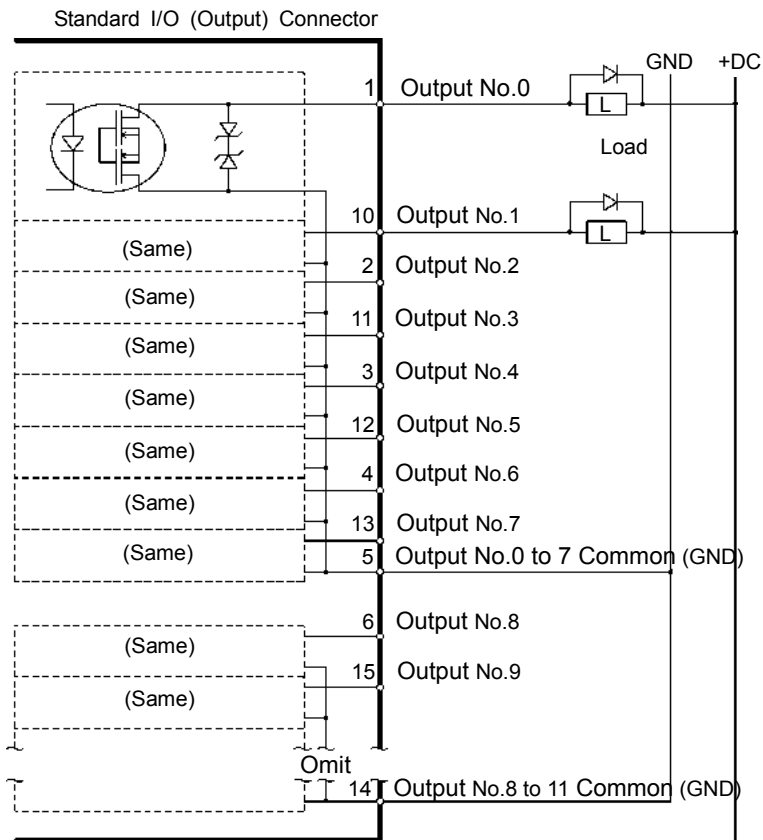 Standard I/O (Output) Connector
GND +DC
1 Output No.0
L
Load
10 Output No.1
L
(Same)
2 Output No.2
(Same)
11 Output No.3
(Same)
3 Output No.4
(Same)
12 Output No.5
(Same)
4 Output No.6
(Same)
13 Output No.7
(Same)
5 Output No.0 to 7 Common (GND)
6 Output No.8
(Same)
15 Output No.9
(Same)
Omit
14 Output No.8 to 11 Common (GND)